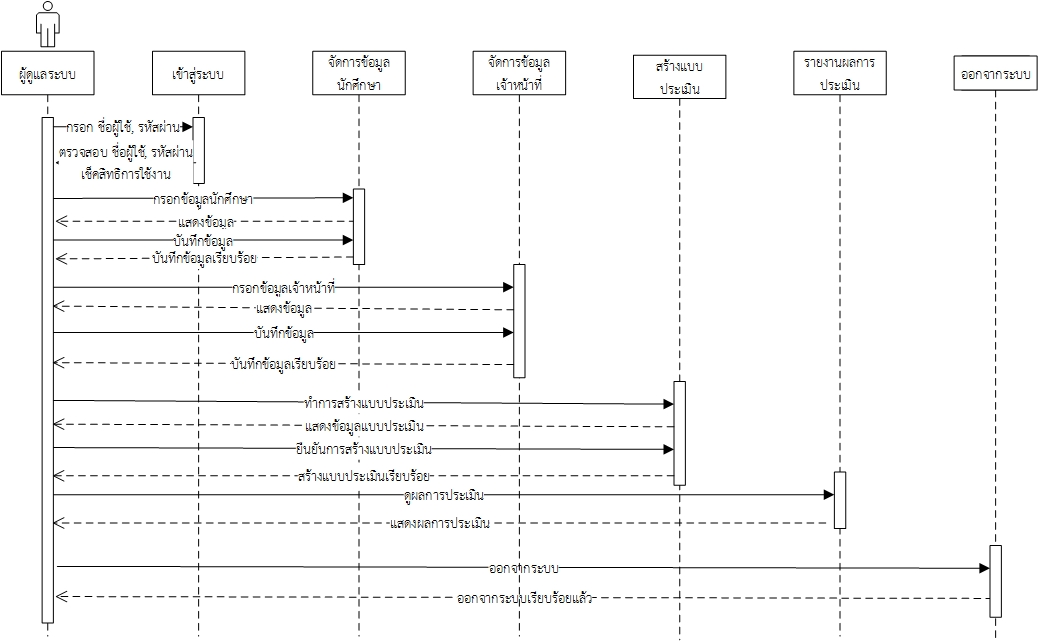 ผู้ดูแลระบบ
เข้าสู่ระบบ
จัดการข้อมูล
นักศึกษา
จัดการข้อมูล
เจ้าหน้าที่
สร้างแบบ
ประเมิน
รายงานผลการ
ประเมิน
ออกจากระบบ
กรอก ชื่อผู้ใช้, รหัสผ่าน
ตรวจสอบ ชื่อผู้ใช้, รหัสผ่าน
เช็คสิทธิการใช้งาน
กรอกข้อมูลนักศึกษา
แสดงข้อมูล
บันทึกข้อมูล
บันทึกข้อมูลเรียบร้อย
กรอกข้อมูลเจ้าหน้าที่
แสดงข้อมูล
บันทึกข้อมูล
บันทึกข้อมูลเรียบร้อย
ทำการสร้างแบบประเมิน
แสดงข้อมูลแบบประเมิน
ยืนยันการสร้างแบบประเมิน
สร้างแบบประเมินเรียบร้อย
ดูผลการประเมิน
แสดงผลการประเมิน
ออกจากระบบ
ออกจากระบบเรียบร้อยแล้ว